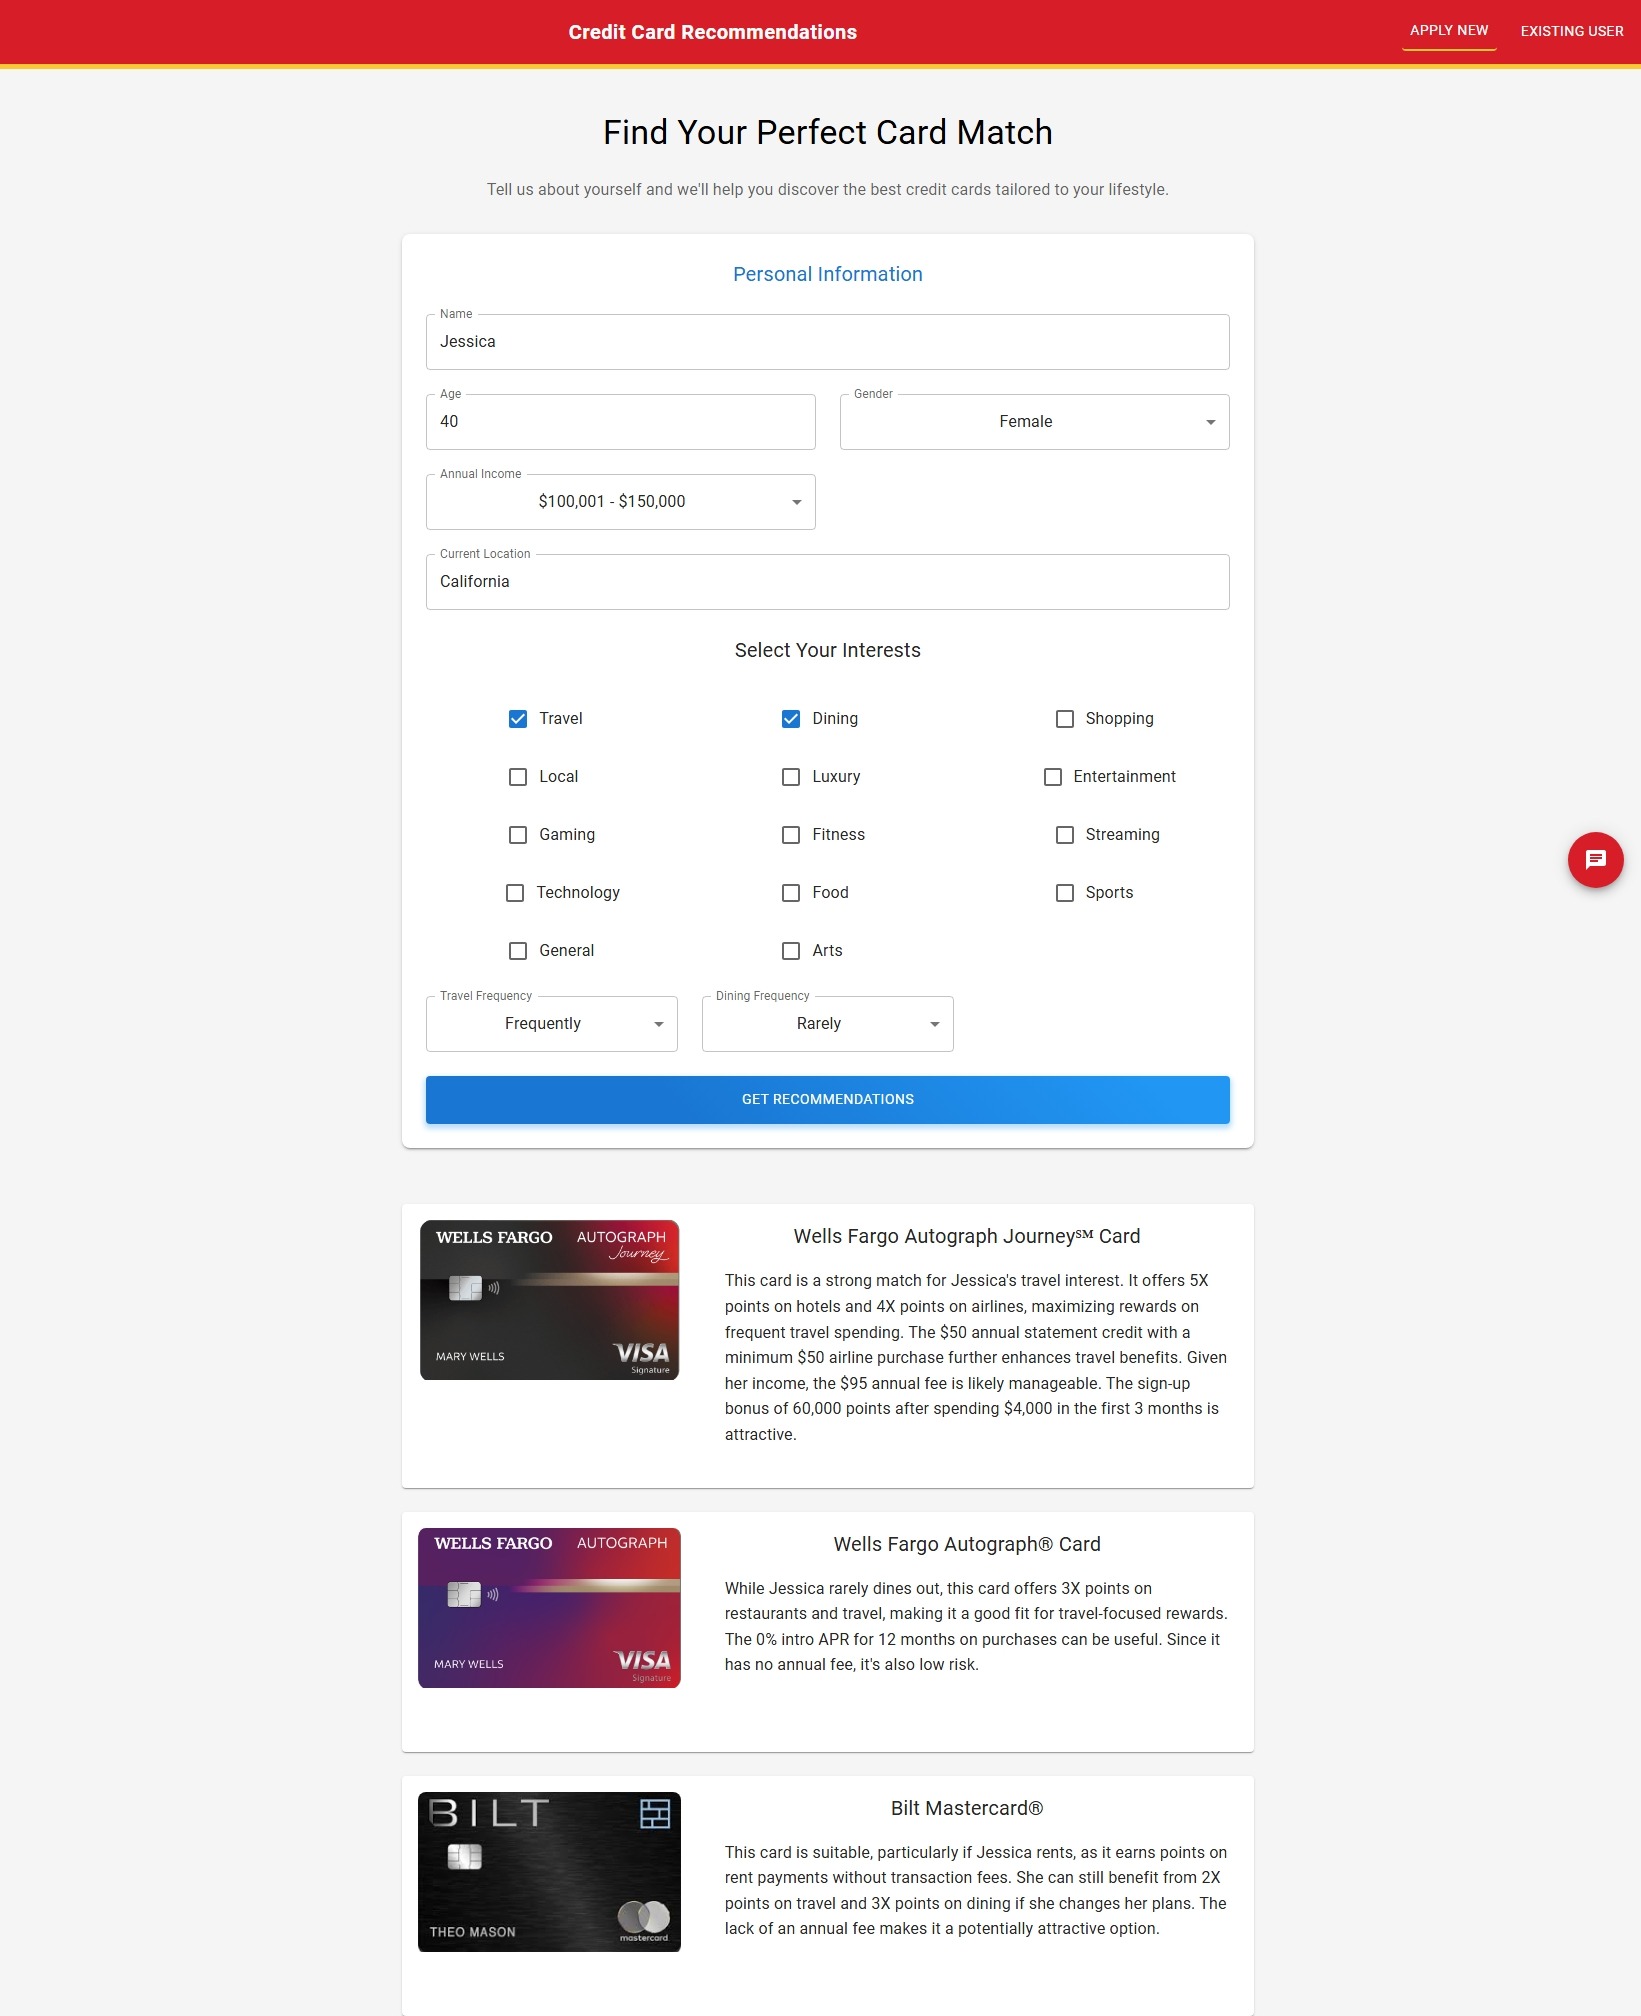 Credit Card Recommendations
APPLY NEW
EXISTING USER
Find Your Perfect Card Match
Tell us about yourself and we'll help you discover the best credit cards tailored to your lifestyle.
Personal Information
Name
Jessica
Age
40
Gender
Female
Annual Income
$100,001 - $150,000
Current Location
California
Select Your Interests
Travel
Dining
Shopping
Local
Luxury
Entertainment
Gaming
Fitness
Streaming
Technology
Food
Sports
General
Arts
Travel Frequency
Frequently
Dining Frequency
Rarely
GET RECOMMENDATIONS
WELLS FARGO
AUTOGRAPH
Journey
MARY WELLS
VISA
Signature
Wells Fargo Autograph Journey℠ Card
This card is a strong match for Jessica's travel interest. It offers 5X
points on hotels and 4X points on airlines, maximizing rewards on
frequent travel spending. The $50 annual statement credit with a
minimum $50 airline purchase further enhances travel benefits. Given
her income, the $95 annual fee is likely manageable. The sign-up
bonus of 60,000 points after spending $4,000 in the first 3 months is
attractive.
WELLS FARGO
AUTOGRAPH
MARY WELLS
VISA
Signature
Wells Fargo Autograph® Card
While Jessica rarely dines out, this card offers 3X points on
restaurants and travel, making it a good fit for travel-focused rewards.
The 0% intro APR for 12 months on purchases can be useful. Since it
has no annual fee, it's also low risk.
BILT
THEO MASON
mastercard
Bilt Mastercard®
This card is suitable, particularly if Jessica rents, as it earns points on
rent payments without transaction fees. She can still benefit from 2X
points on travel and 3X points on dining if she changes her plans. The
lack of an annual fee makes it a potentially attractive option.